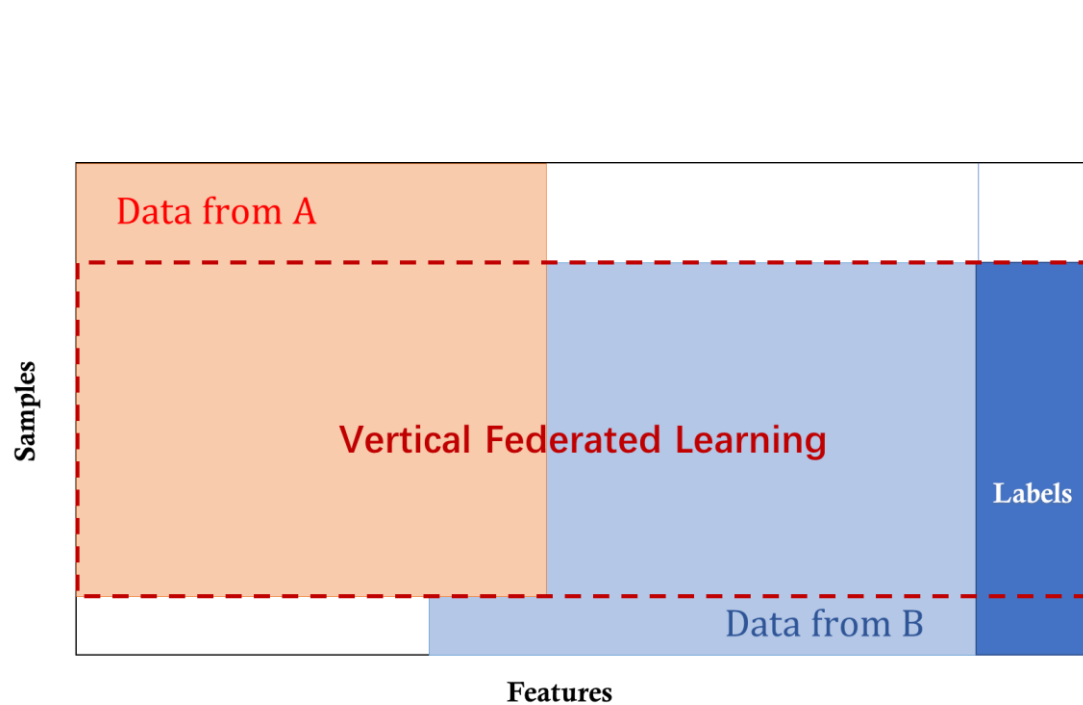 Data from A
Samples
Vertical Federated Learning
Labels
Data from B
Features